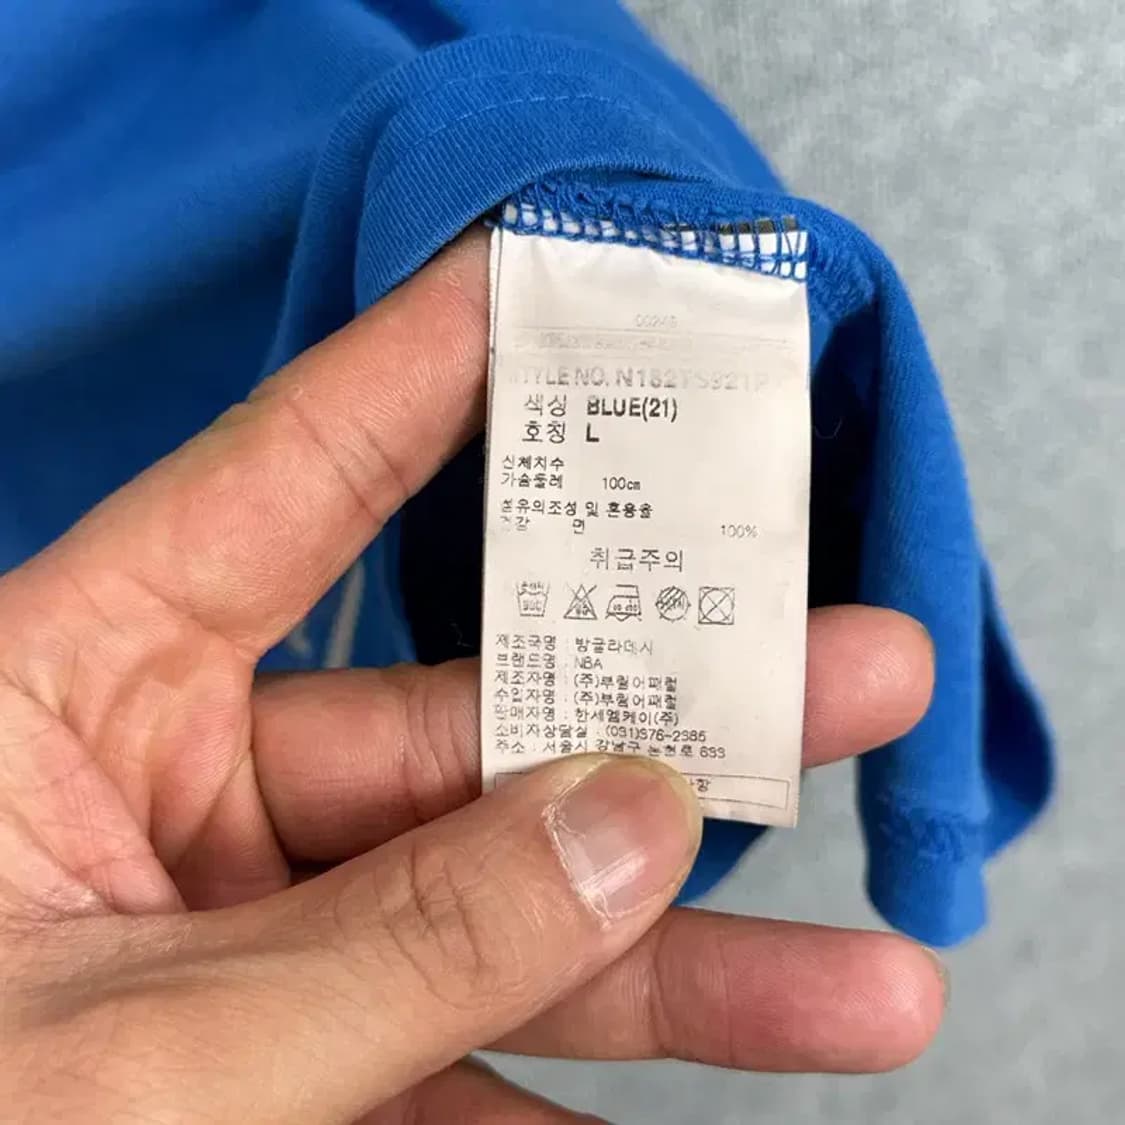 00245
STYLE NO. N182TS921P
색상 BLUE(21)
호칭 L
신체치수
가슴둘레 100cm
섬유의조성 및 혼용율
겉감 면 100%
취급주의
제조국명 : 방글라데시
브랜드명 : NBA
제조자명 : (주)부림어패럴
수입자명 : (주)부림어패럴
판매자명 : 한세엠케이(주)
소비자상담실 : (031)376-2385
주소 : 서울시 강남구 논현로 633